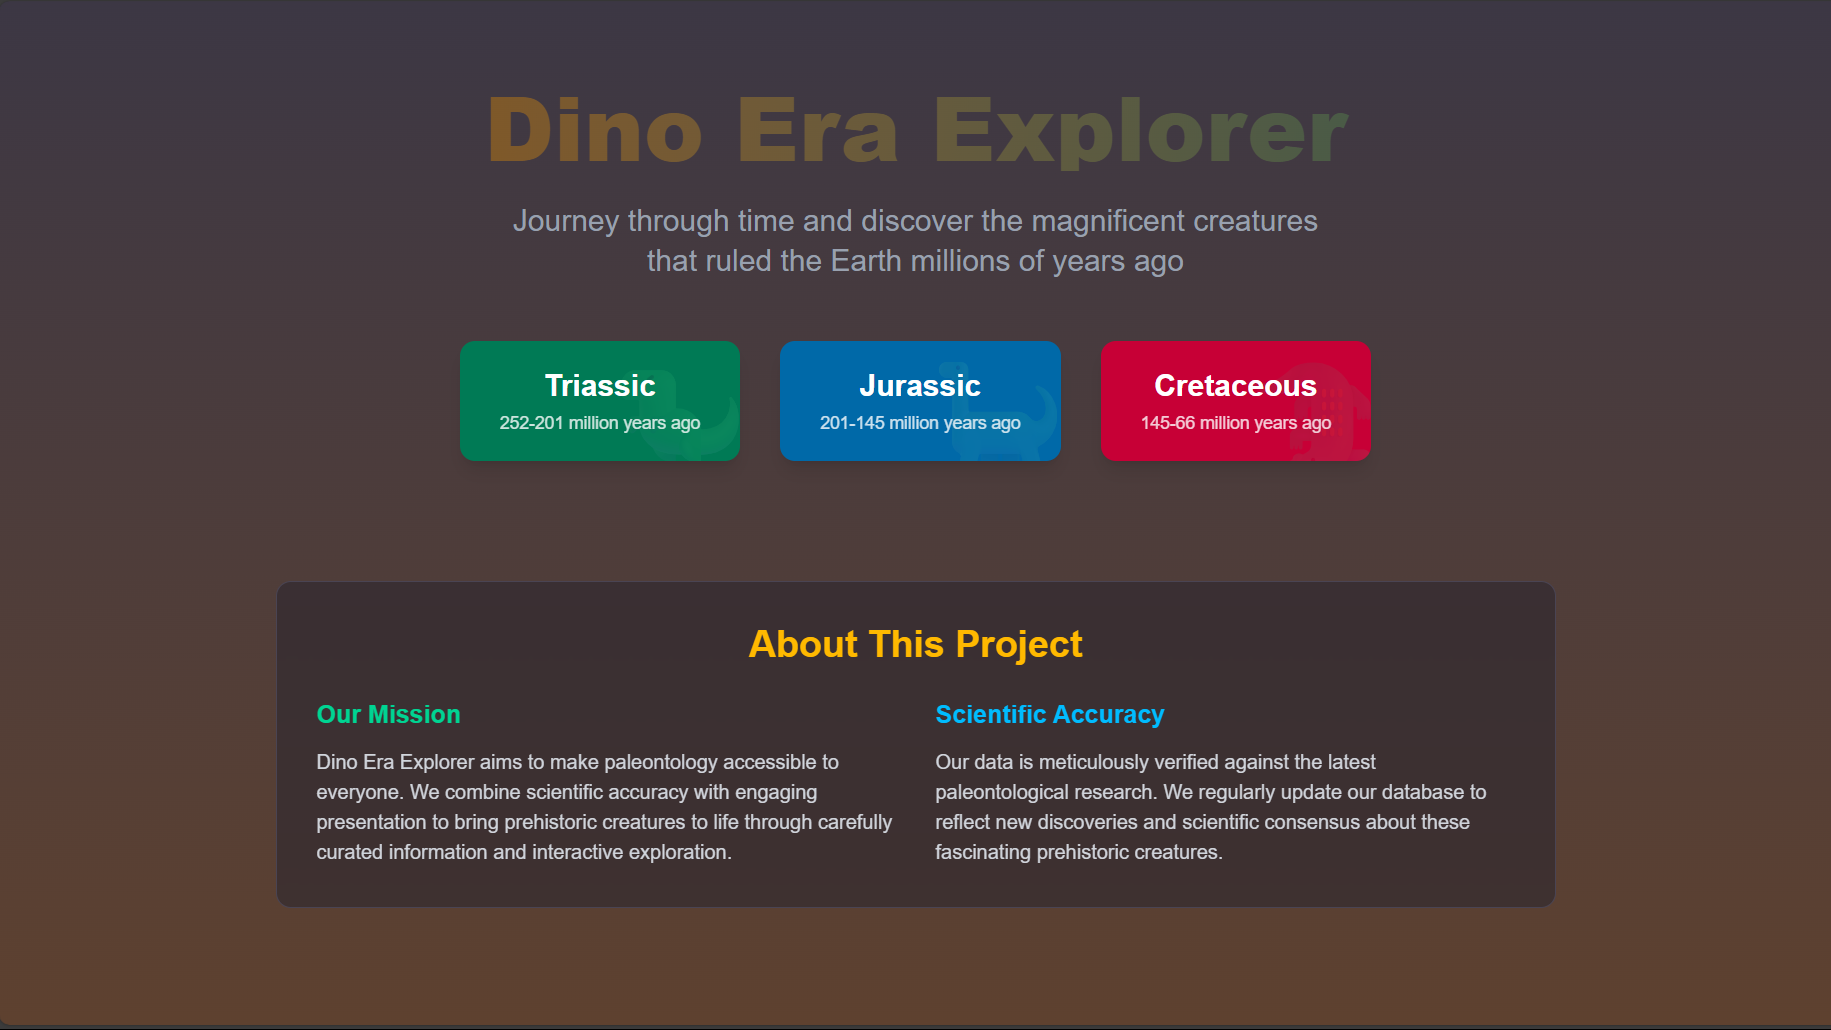 Dino Era Explorer
Journey through time and discover the magnificent creatures
that ruled the Earth millions of years ago
Triassic
252-201 million years ago
Jurassic
201-145 million years ago
Cretaceous
145-66 million years ago
About This Project
Our Mission
Dino Era Explorer aims to make paleontology accessible to
everyone. We combine scientific accuracy with engaging
presentation to bring prehistoric creatures to life through carefully
curated information and interactive exploration.
Scientific Accuracy
Our data is meticulously verified against the latest
paleontological research. We regularly update our database to
reflect new discoveries and scientific consensus about these
fascinating prehistoric creatures.